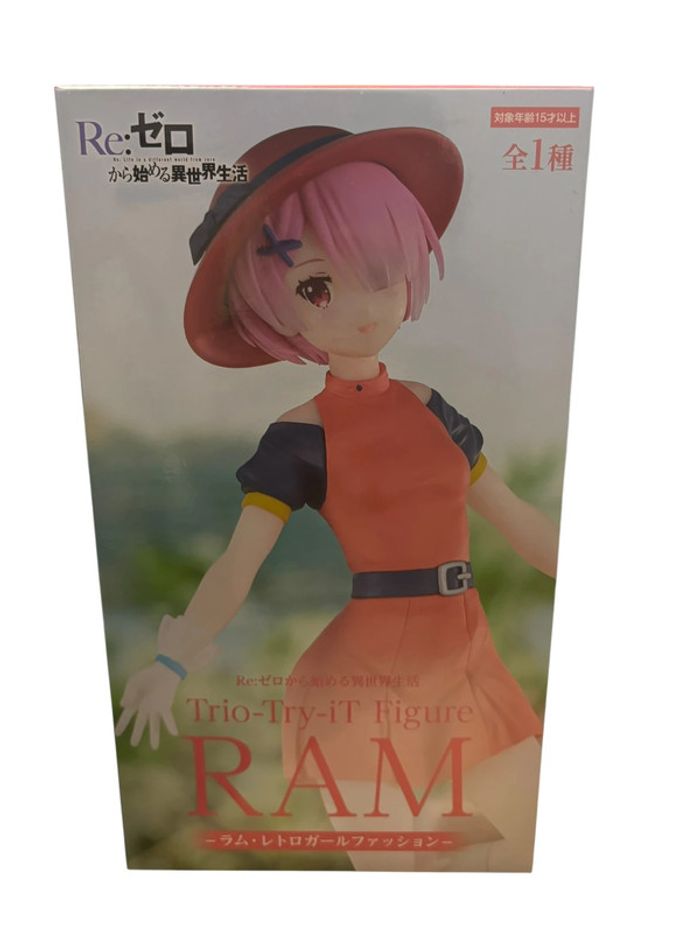 Re:ゼロ
Re: Life in a different world from zero
から始める異世界生活
対象年齢15才以上
全1種
Re:ゼロから始める異世界生活
Trio-Try-iT Figure
RAM
−ラム・レトロガールファッション−